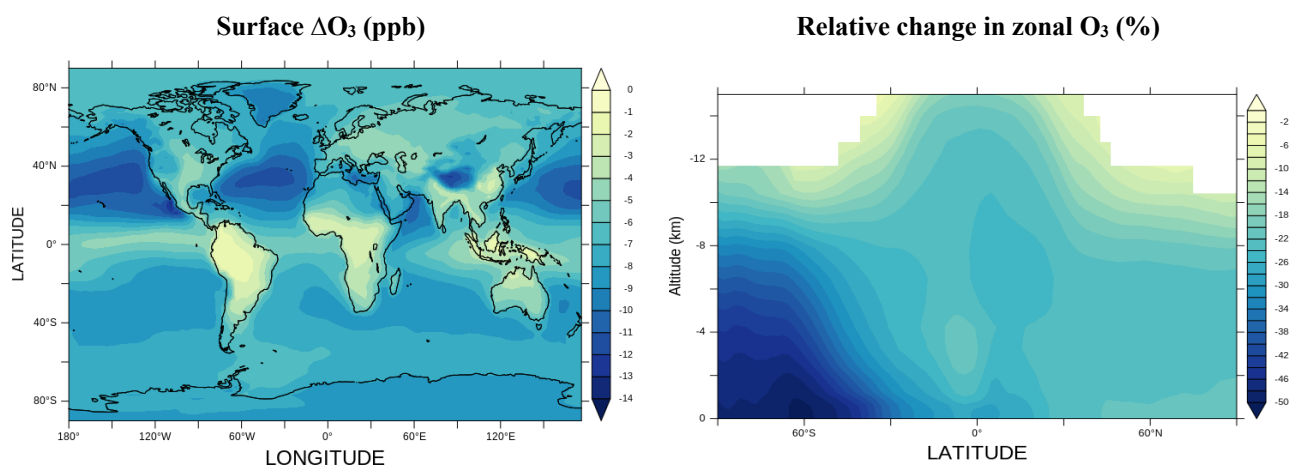 Surface ΔO₃ (ppb)
80°N
40°N
0°
40°S
80°S
LATITUDE
180°
120°W
60°W
0°
60°E
120°E
LONGITUDE
0
-1
-2
-3
-4
-5
-6
-7
-8
-9
-10
-11
-12
-13
-14
Relative change in zonal O₃ (%)
-12
-8
-4
0
Altitude (km)
60°S
0°
60°N
LATITUDE
-2
-6
-10
-14
-18
-22
-26
-30
-34
-38
-42
-46
-50